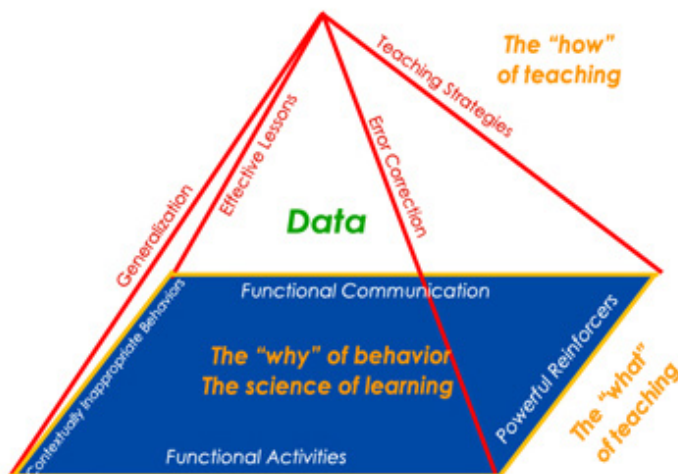 The “how”
of teaching
Teaching Strategies
Effective Lessons
Error Correction
Generalization
Data
Functional Communication
Contextually Inappropriate Behaviors
The “why” of behavior
The science of learning
Powerful Reinforcers
The “what”
of teaching
Functional Activities